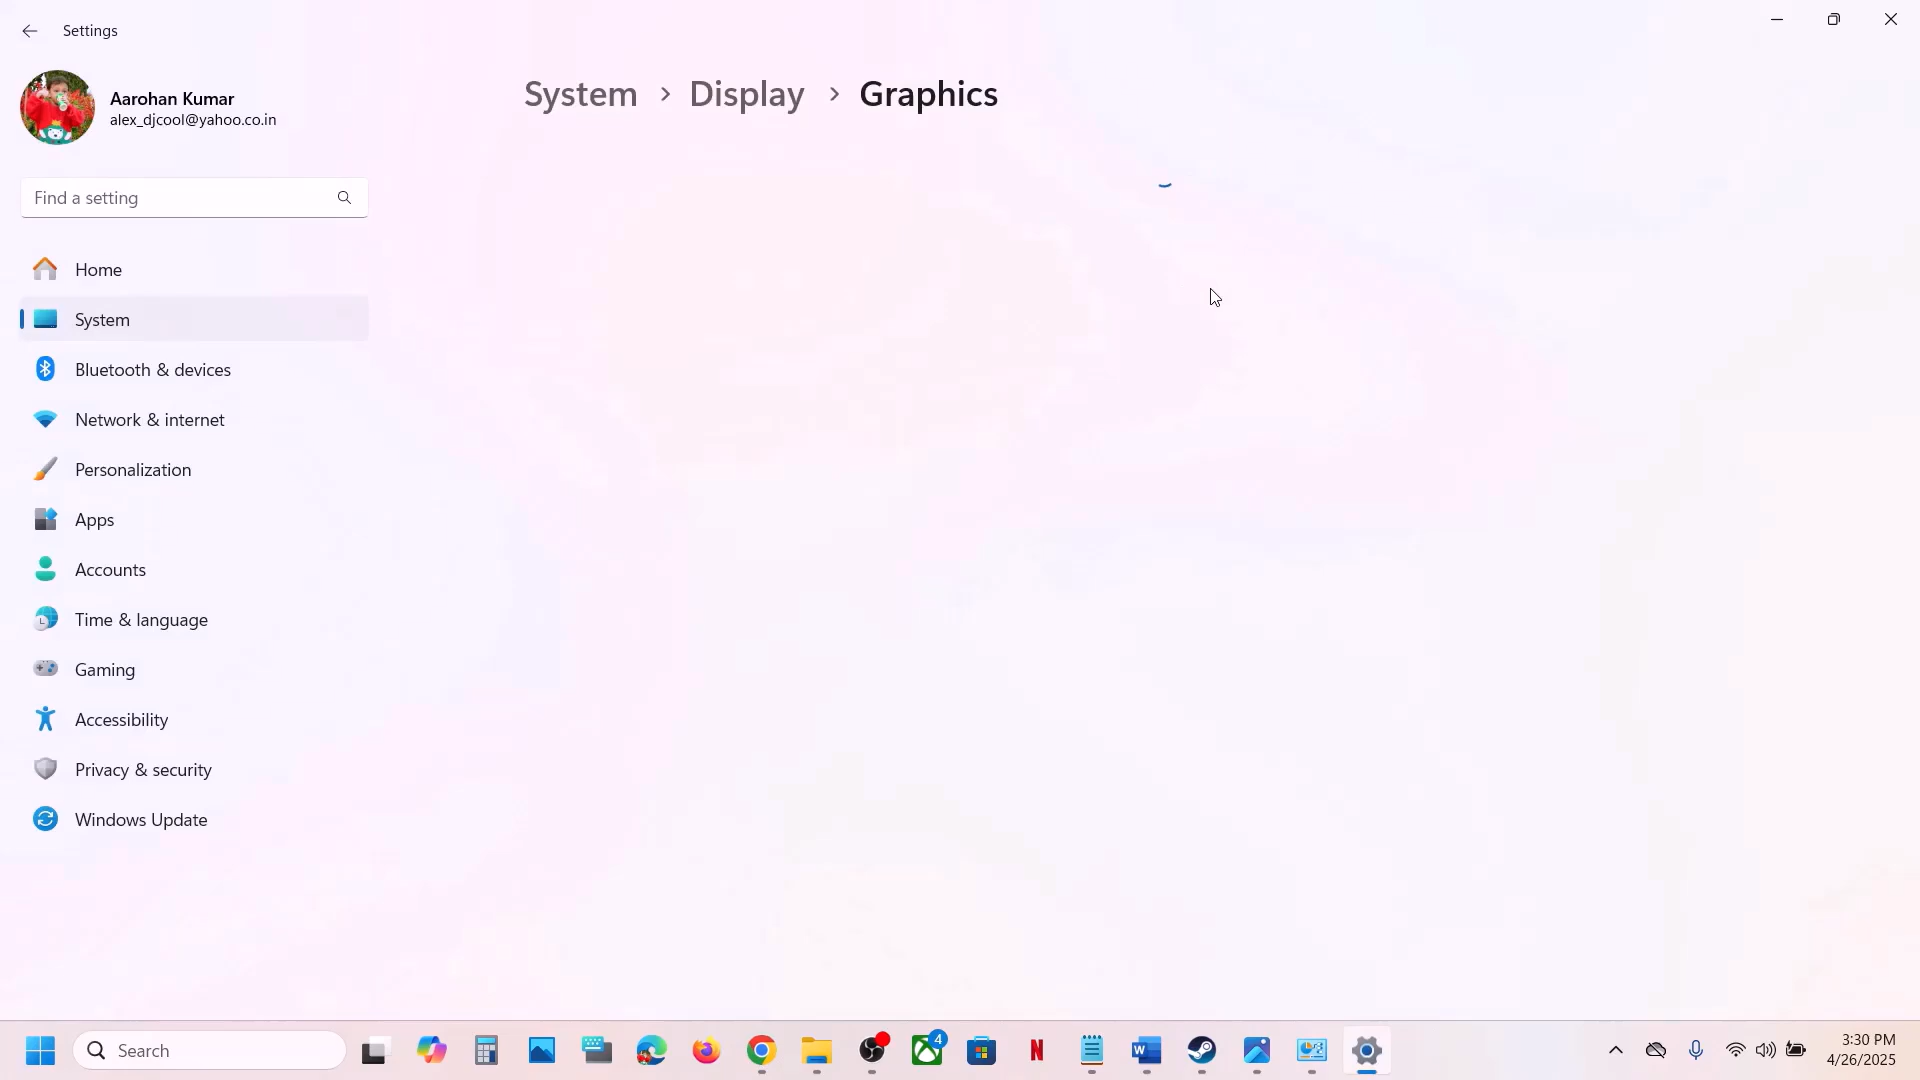 Settings
Aarohan Kumar
alex_djcool@yahoo.co.in
System > Display > Graphics
Find a setting
Home
System
Bluetooth & devices
Network & internet
Personalization
Apps
Accounts
Time & language
Gaming
Accessibility
Privacy & security
Windows Update
Search
4
3:30 PM
4/26/2025